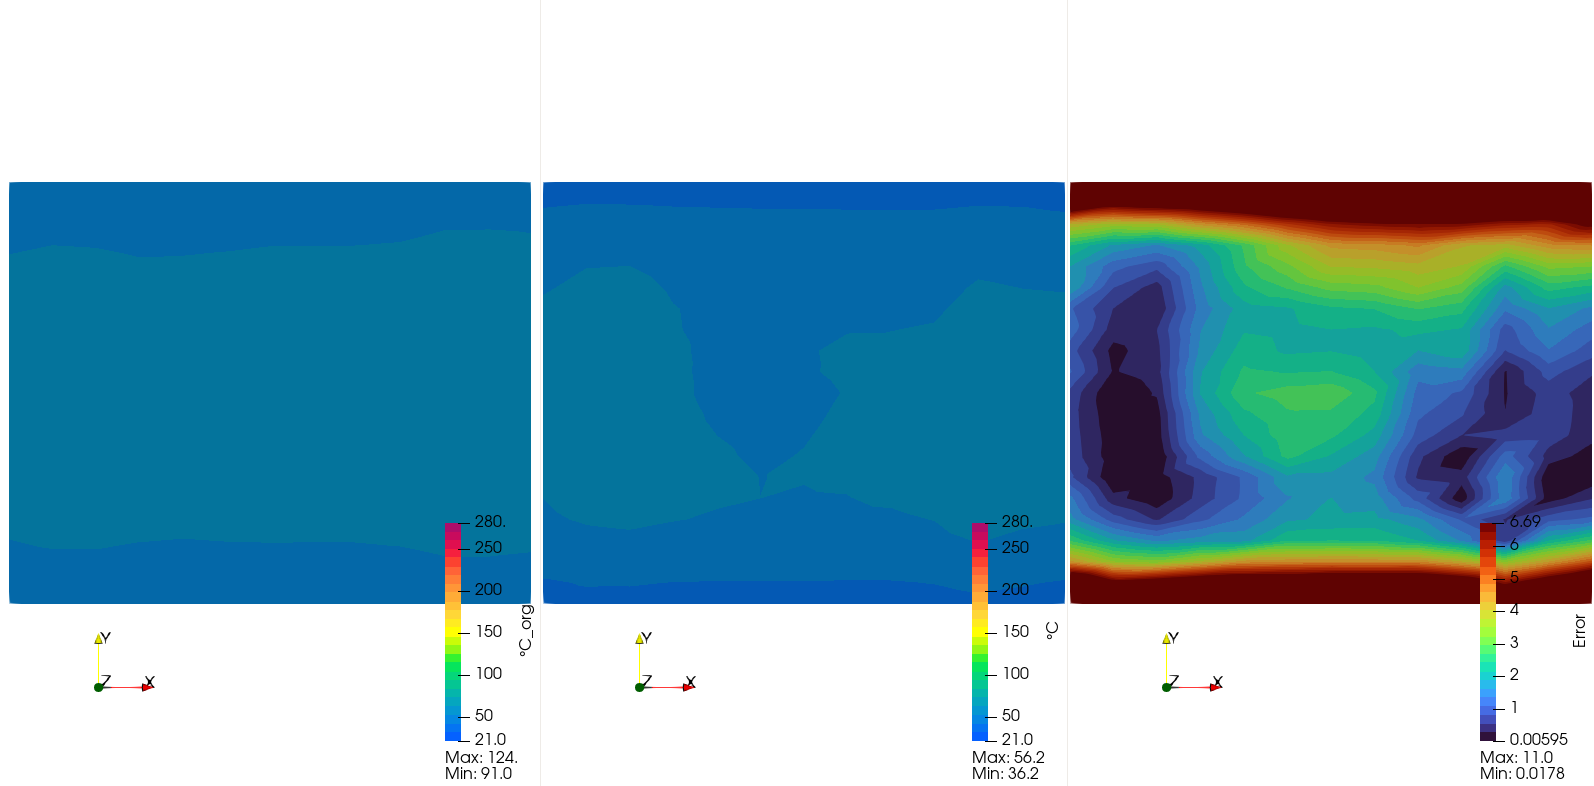 280.
250
200
150
100
50
21.0
°C_org
Max: 124.
Min: 91.0
Y
Z
X
280.
250
200
150
100
50
21.0
°C
Max: 56.2
Min: 36.2
Y
Z
X
6.69
6
5
4
3
2
1
0.00595
Error
Max: 11.0
Min: 0.0178
Y
Z
X